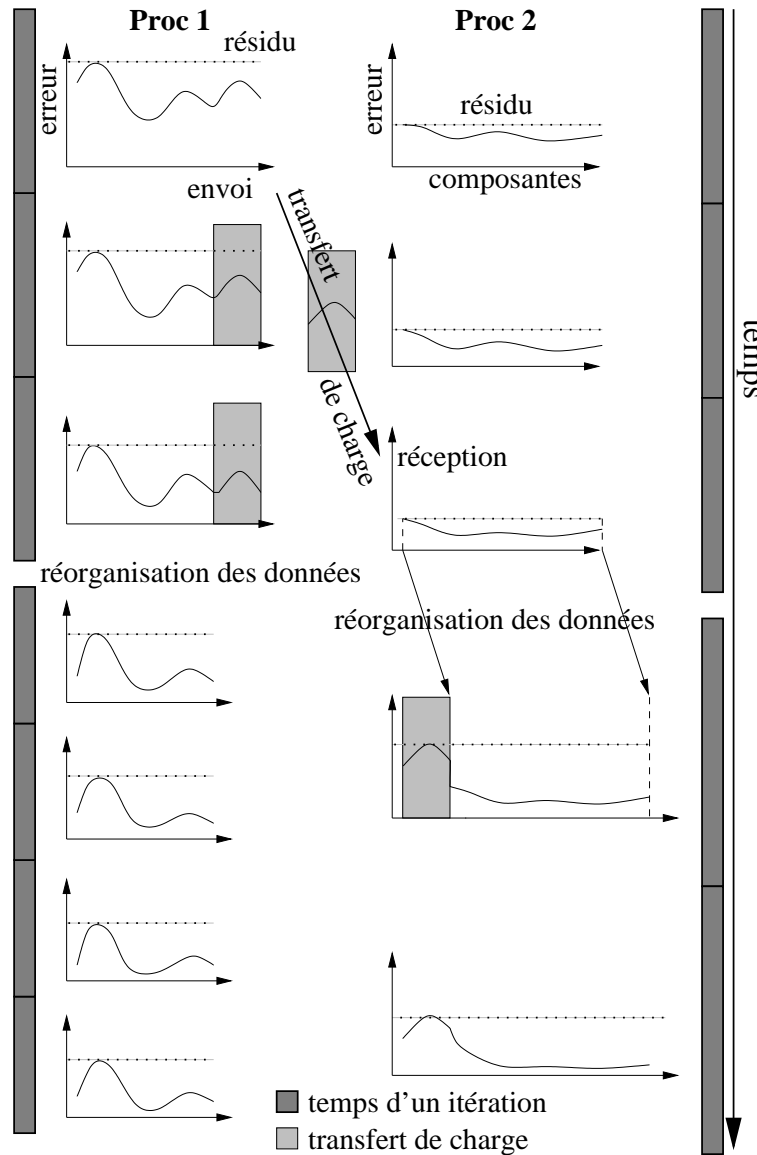 Proc 1
Proc 2
résidu
erreur
erreur
résidu
composantes
envoi
transfert
de charge
temps
réception
réorganisation des données
réorganisation des données
temps d'un itération
transfert de charge